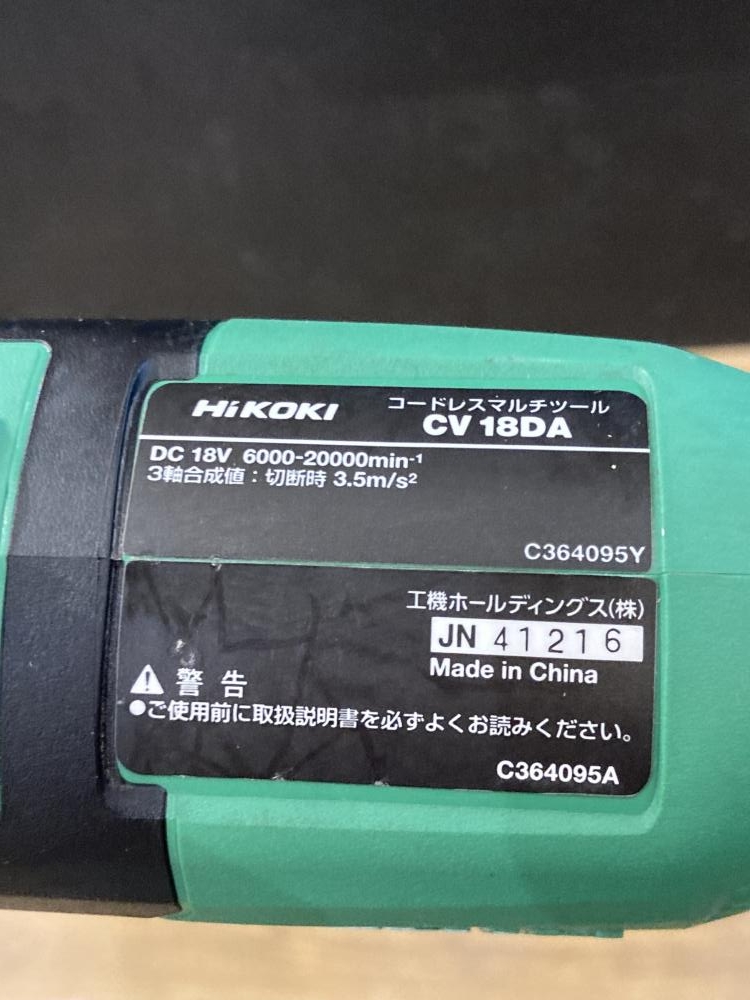 HiKOKI
コードレスマルチツール
CV 18DA
DC 18V 6000-20000min⁻¹
3軸合成値：切断時 3.5m/s²
C364095Y
工機ホールディングス(株)
JN 41216
Made in China
警告
●ご使用前に取扱説明書を必ずよくお読みください。
C364095A